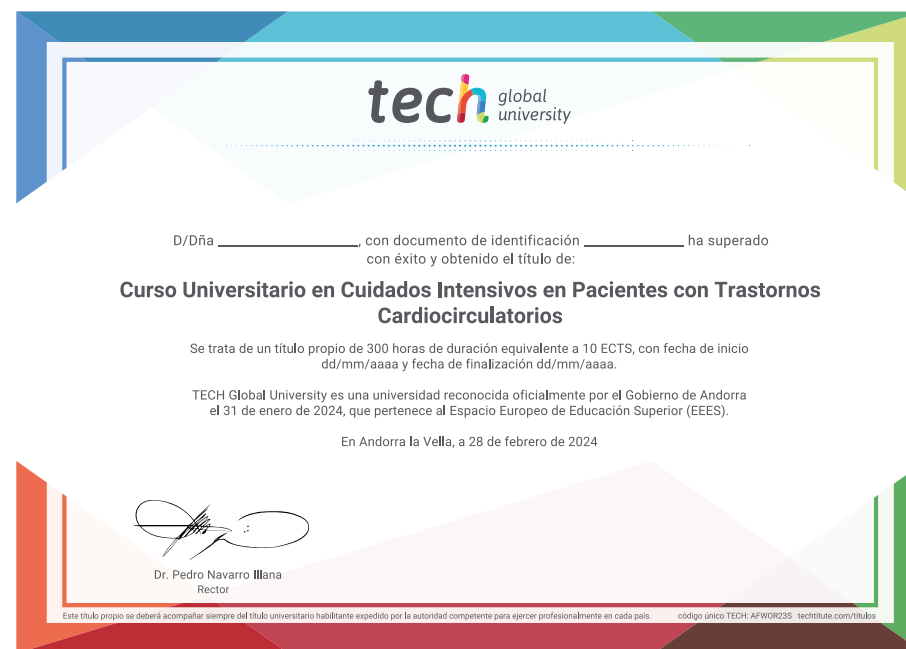 tech global university
D/Dña ____________________, con documento de identificación ______________ ha superado
con éxito y obtenido el título de:
Curso Universitario en Cuidados Intensivos en Pacientes con Trastornos
Cardiocirculatorios
Se trata de un título propio de 300 horas de duración equivalente a 10 ECTS, con fecha de inicio
dd/mm/aaaa y fecha de finalización dd/mm/aaaa.
TECH Global University es una universidad reconocida oficialmente por el Gobierno de Andorra
el 31 de enero de 2024, que pertenece al Espacio Europeo de Educación Superior (EEES).
En Andorra la Vella, a 28 de febrero de 2024
Dr. Pedro Navarro Illana
Rector
Este título propio se deberá acompañar siempre del título universitario habilitante expedido por la autoridad competente para ejercer profesionalmente en cada país. código único TECH: AFWOR23S techtitute.com/titulos